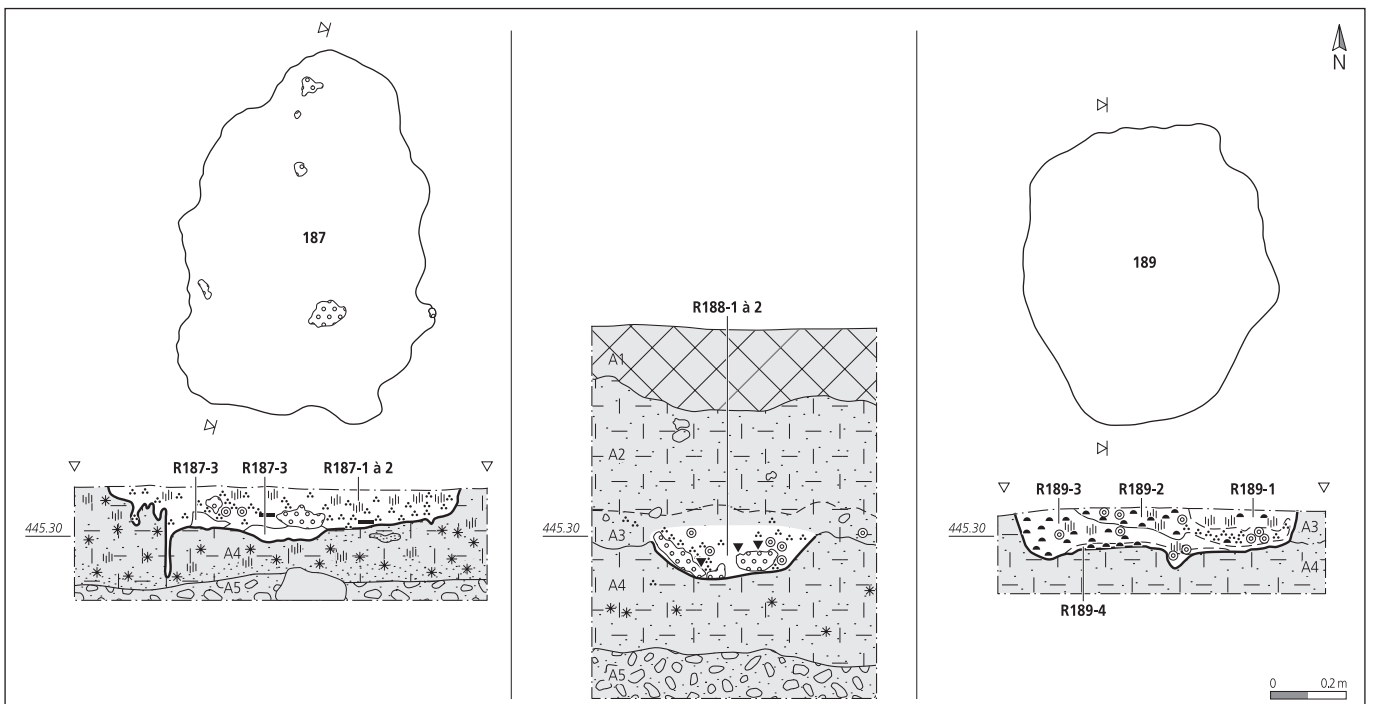 N
187
R187-3 R187-3 R187-1 à 2
445.30
A4
A5
R188-1 à 2
A1
A2
445.30
A3
A4
A5
189
R189-3 R189-2 R189-1
445.30
A3
A4
R189-4
0 0.2 m